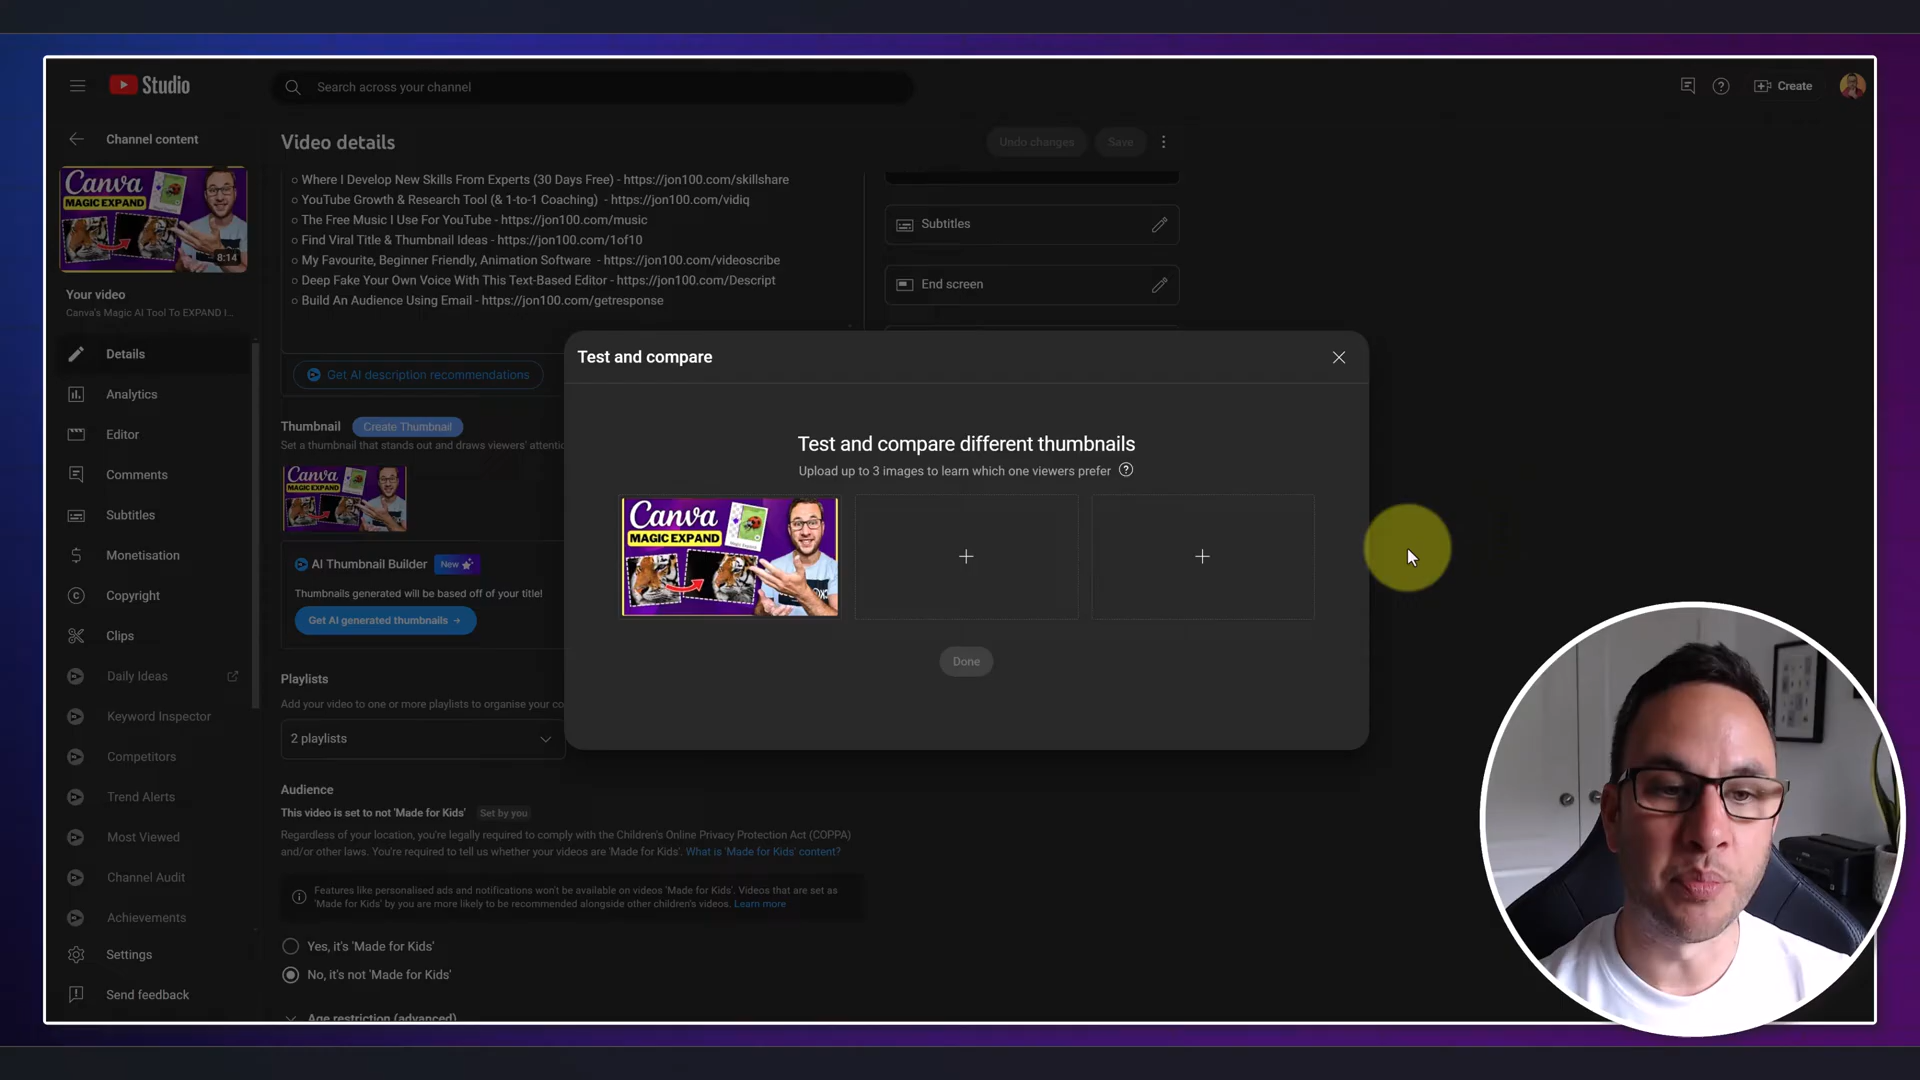 Studio
Search across your channel
Create
Channel content
Video details
Undo changes
Save
Canva
MAGIC EXPAND
8:14
Your video
Canva's Magic AI Tool To EXPAND I...
Details
Analytics
Editor
Comments
Subtitles
Monetisation
Copyright
Clips
Daily Ideas
Keyword Inspector
Competitors
Trend Alerts
Most Viewed
Channel Audit
Achievements
Settings
Send feedback
○ Where I Develop New Skills From Experts (30 Days Free) - https://jon100.com/skillshare
○ YouTube Growth & Research Tool (& 1-to-1 Coaching) - https://jon100.com/vidiq
○ The Free Music I Use For YouTube - https://jon100.com/music
○ Find Viral Title & Thumbnail Ideas - https://jon100.com/1of10
○ My Favourite, Beginner Friendly, Animation Software - https://jon100.com/videoscribe
○ Deep Fake Your Own Voice With This Text-Based Editor - https://jon100.com/Descript
○ Build An Audience Using Email - https://jon100.com/getresponse
Get AI description recommendations
Thumbnail
Create Thumbnail
Set a thumbnail that stands out and draws viewers' attentio
Canva
MAGIC EXPAND
AI Thumbnail Builder
New
Thumbnails generated will be based off of your title!
Get AI generated thumbnails →
Playlists
Add your video to one or more playlists to organise your co
2 playlists
Audience
This video is set to not 'Made for Kids'
Set by you
Regardless of your location, you're legally required to comply with the Children's Online Privacy Protection Act (COPPA)
and/or other laws. You're required to tell us whether your videos are 'Made for Kids'. What is 'Made for Kids' content?
Features like personalised ads and notifications won't be available on videos 'Made for Kids'. Videos that are set as
'Made for Kids' by you are more likely to be recommended alongside other children's videos. Learn more
Yes, it's 'Made for Kids'
No, it's not 'Made for Kids'
Age restriction (advanced)
Subtitles
End screen
Test and compare
Test and compare different thumbnails
Upload up to 3 images to learn which one viewers prefer
Canva
MAGIC EXPAND
Done